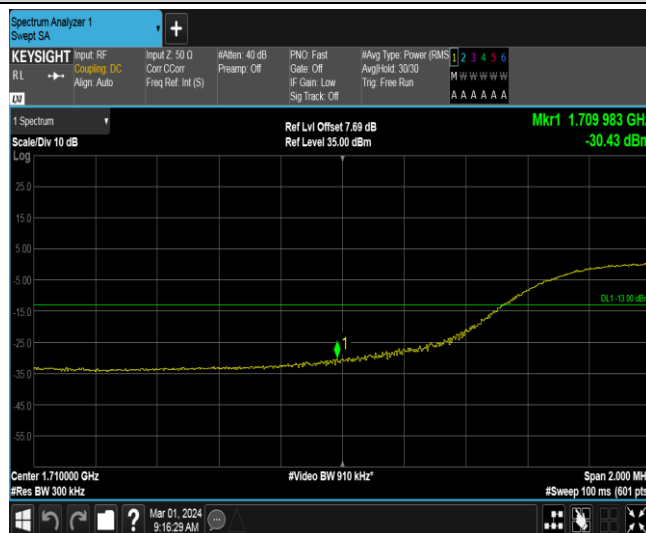 Spectrum Analyzer 1
Swept SA
+
KEYSIGHT Input: RF Input Z: 50 Ω #Atten: 40 dB PNO: Fast #Avg Type: Power (RMS 1 2 3 4 5 6
RL Coupling: DC Corr CCorr Preamp: Off Gate: Off Avg|Hold: 30/30 M W W W W W
Align: Auto Freq Ref: Int (S) IF Gain: Low Trig: Free Run
Sig Track: Off A A A A A A
LXI
1 Spectrum Ref Lvl Offset 7.69 dB Mkr1 1.709 983 GHz
Scale/Div 10 dB Ref Level 35.00 dBm -30.43 dBm
Log
25.0
15.0
5.00
-5.00
DL1 -13.00 dBm
-15.0
-25.0
1
-35.0
-45.0
-55.0
Center 1.710000 GHz #Video BW 910 kHz* Span 2.000 MH
#Res BW 300 kHz #Sweep 100 ms (601 pts
? Mar 01, 2024
9:16:29 AM